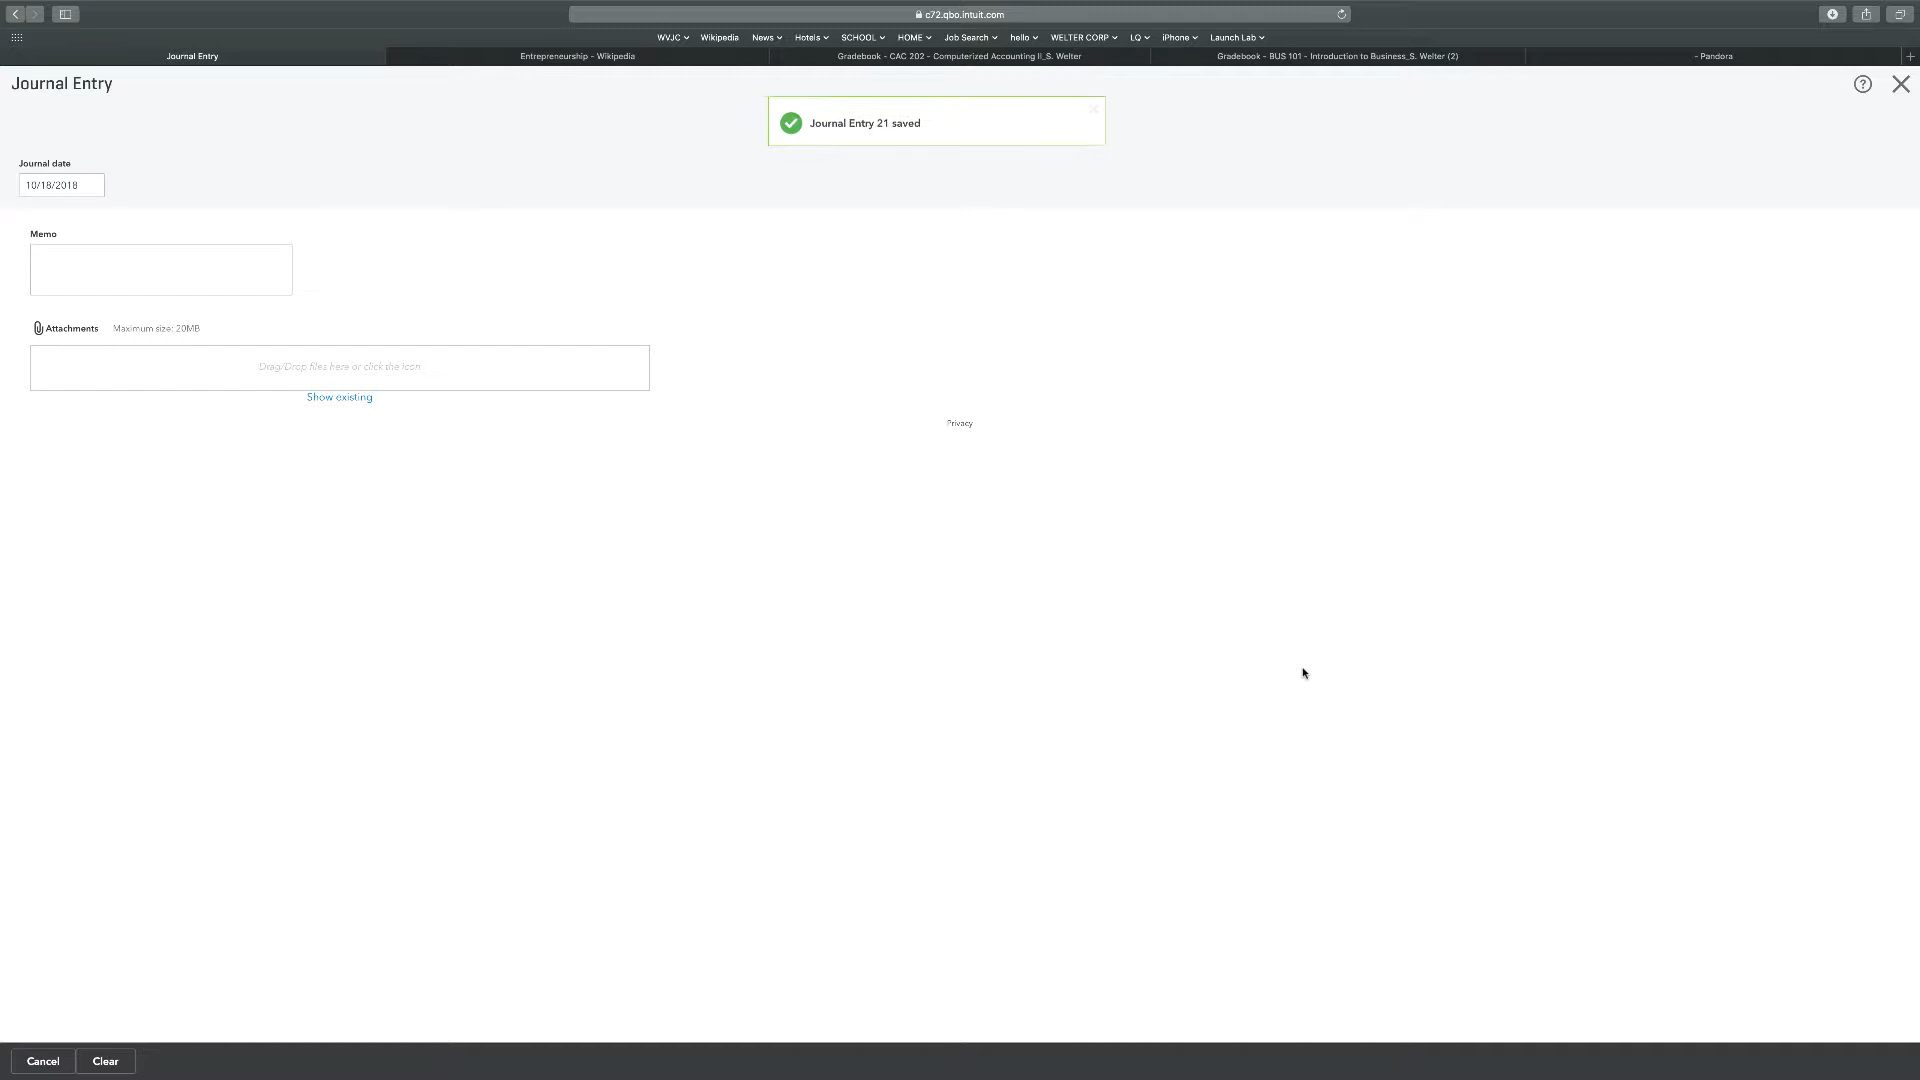 c72.qbo.intuit.com
WVJC Wikipedia News Hotels SCHOOL HOME Job Search hello WELTER CORP LQ iPhone Launch Lab
Journal Entry Entrepreneurship - Wikipedia Gradebook - CAC 202 - Computerized Accounting II_S. Welter Gradebook - BUS 101 - Introduction to Business_S. Welter (2) - Pandora
Journal Entry
Journal Entry 21 saved
Journal date
10/18/2018
Memo
Attachments Maximum size: 20MB
Drag/Drop files here or click the icon
Show existing
Privacy
Cancel Clear